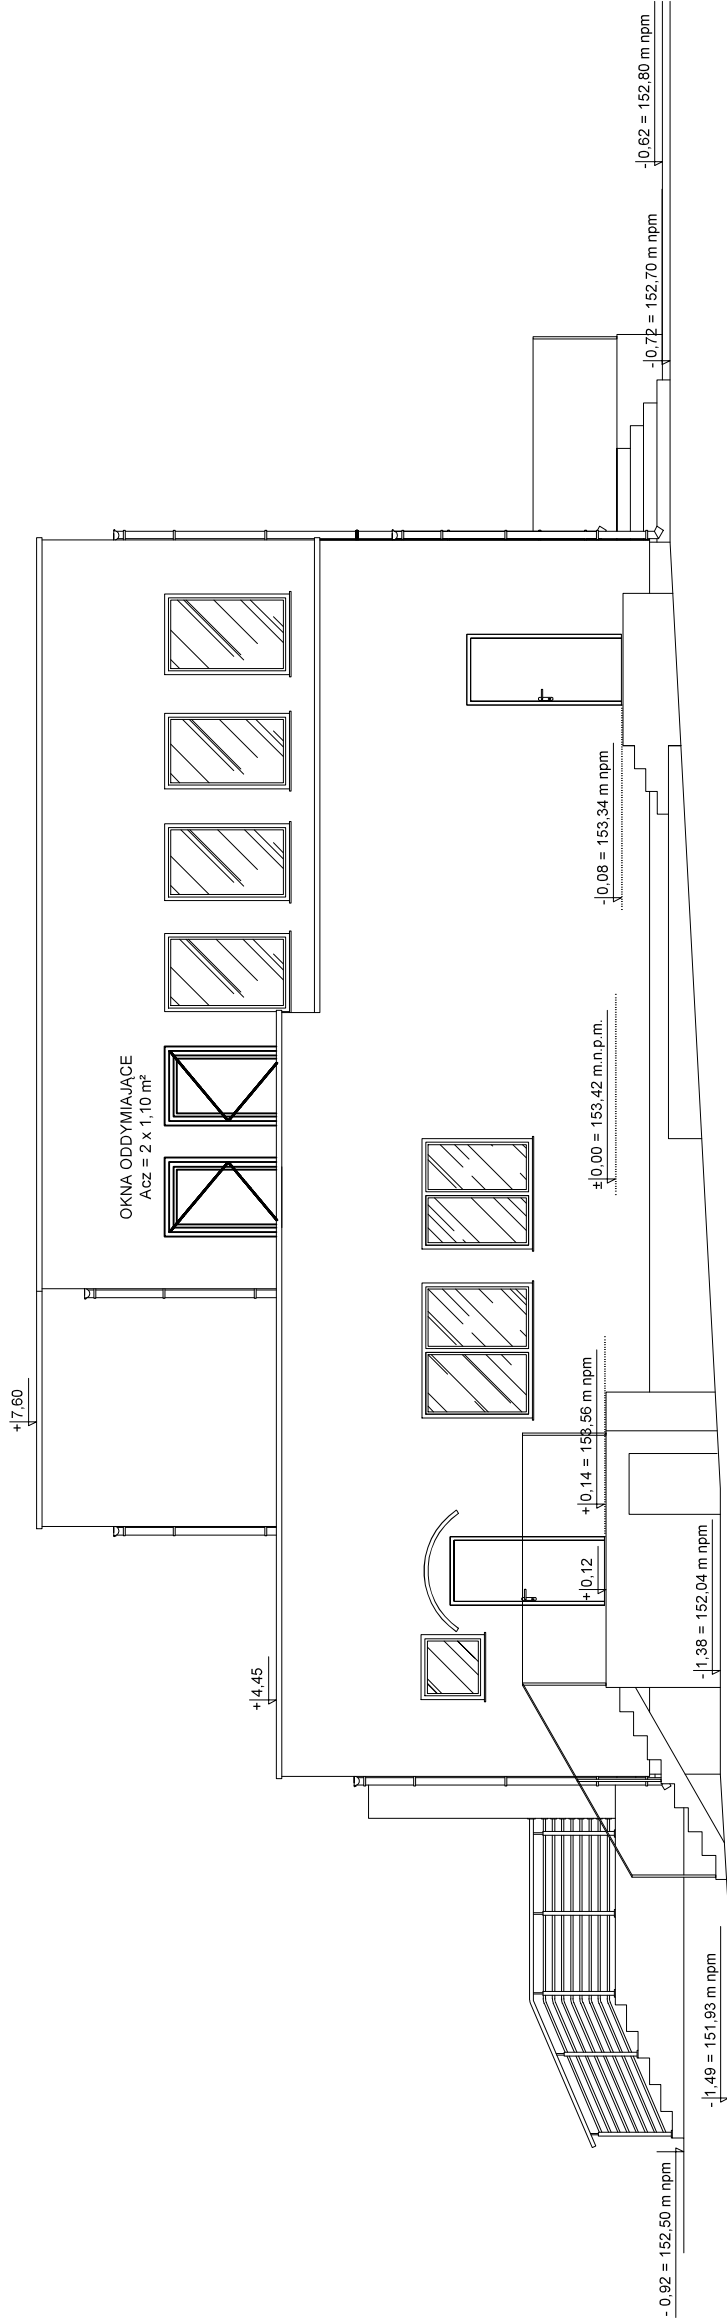 + 7,60
OKNA ODDYMIAJĄCE
Acz = 2 x 1,10 m²
+ 4,45
- 0,92 = 152,50 m npm
- 1,49 = 151,93 m npm
- 1,38 = 152,04 m npm
+ 0,12
+ 0,14 = 153,56 m npm
± 0,00 = 153,42 m.n.p.m.
- 0,08 = 153,34 m npm
- 0,72 = 152,70 m npm
- 0,62 = 152,80 m npm